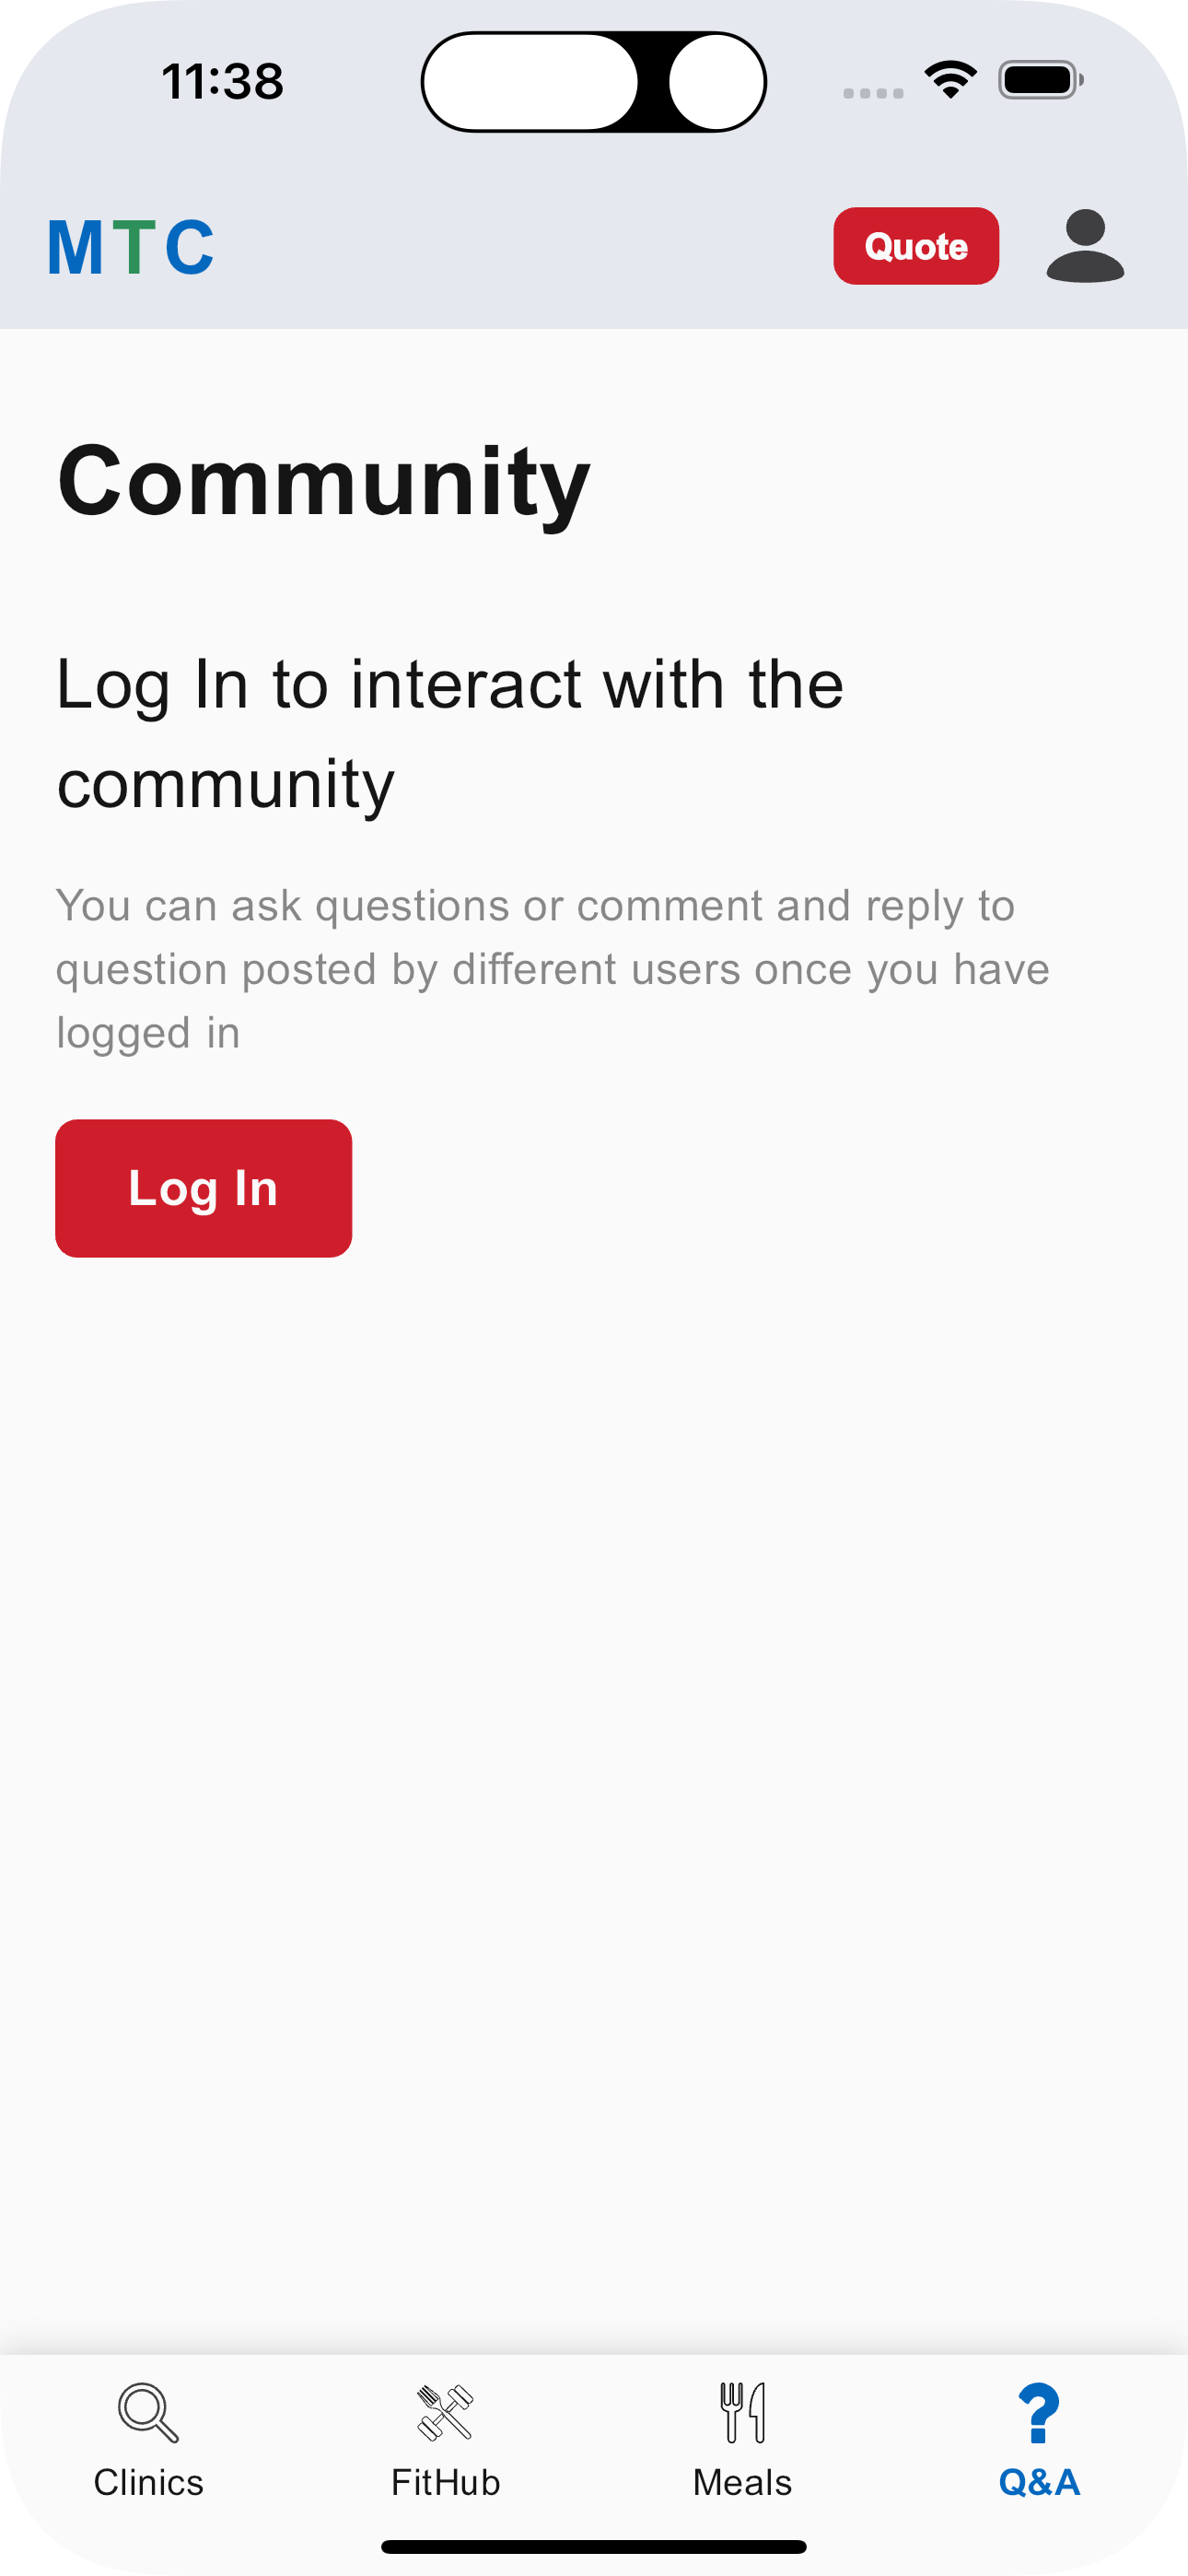 11:38
MTC
Quote
Community
Log In to interact with the
community
You can ask questions or comment and reply to
question posted by different users once you have
logged in
Log In
Clinics
FitHub
Meals
Q&A